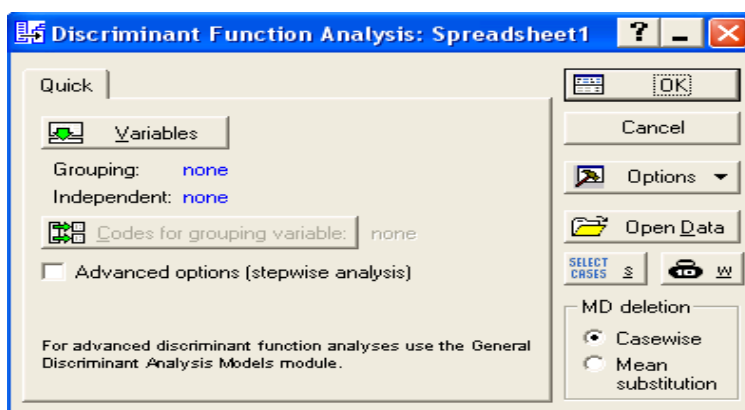 Discriminant Function Analysis: Spreadsheet1
Quick
Variables
Grouping: none
Independent: none
Codes for grouping variable: none
Advanced options (stepwise analysis)
For advanced discriminant function analyses use the General
Discriminant Analysis Models module.
OK
Cancel
Options
Open Data
SELECT
CASES S W
MD deletion
Casewise
Mean
substitution